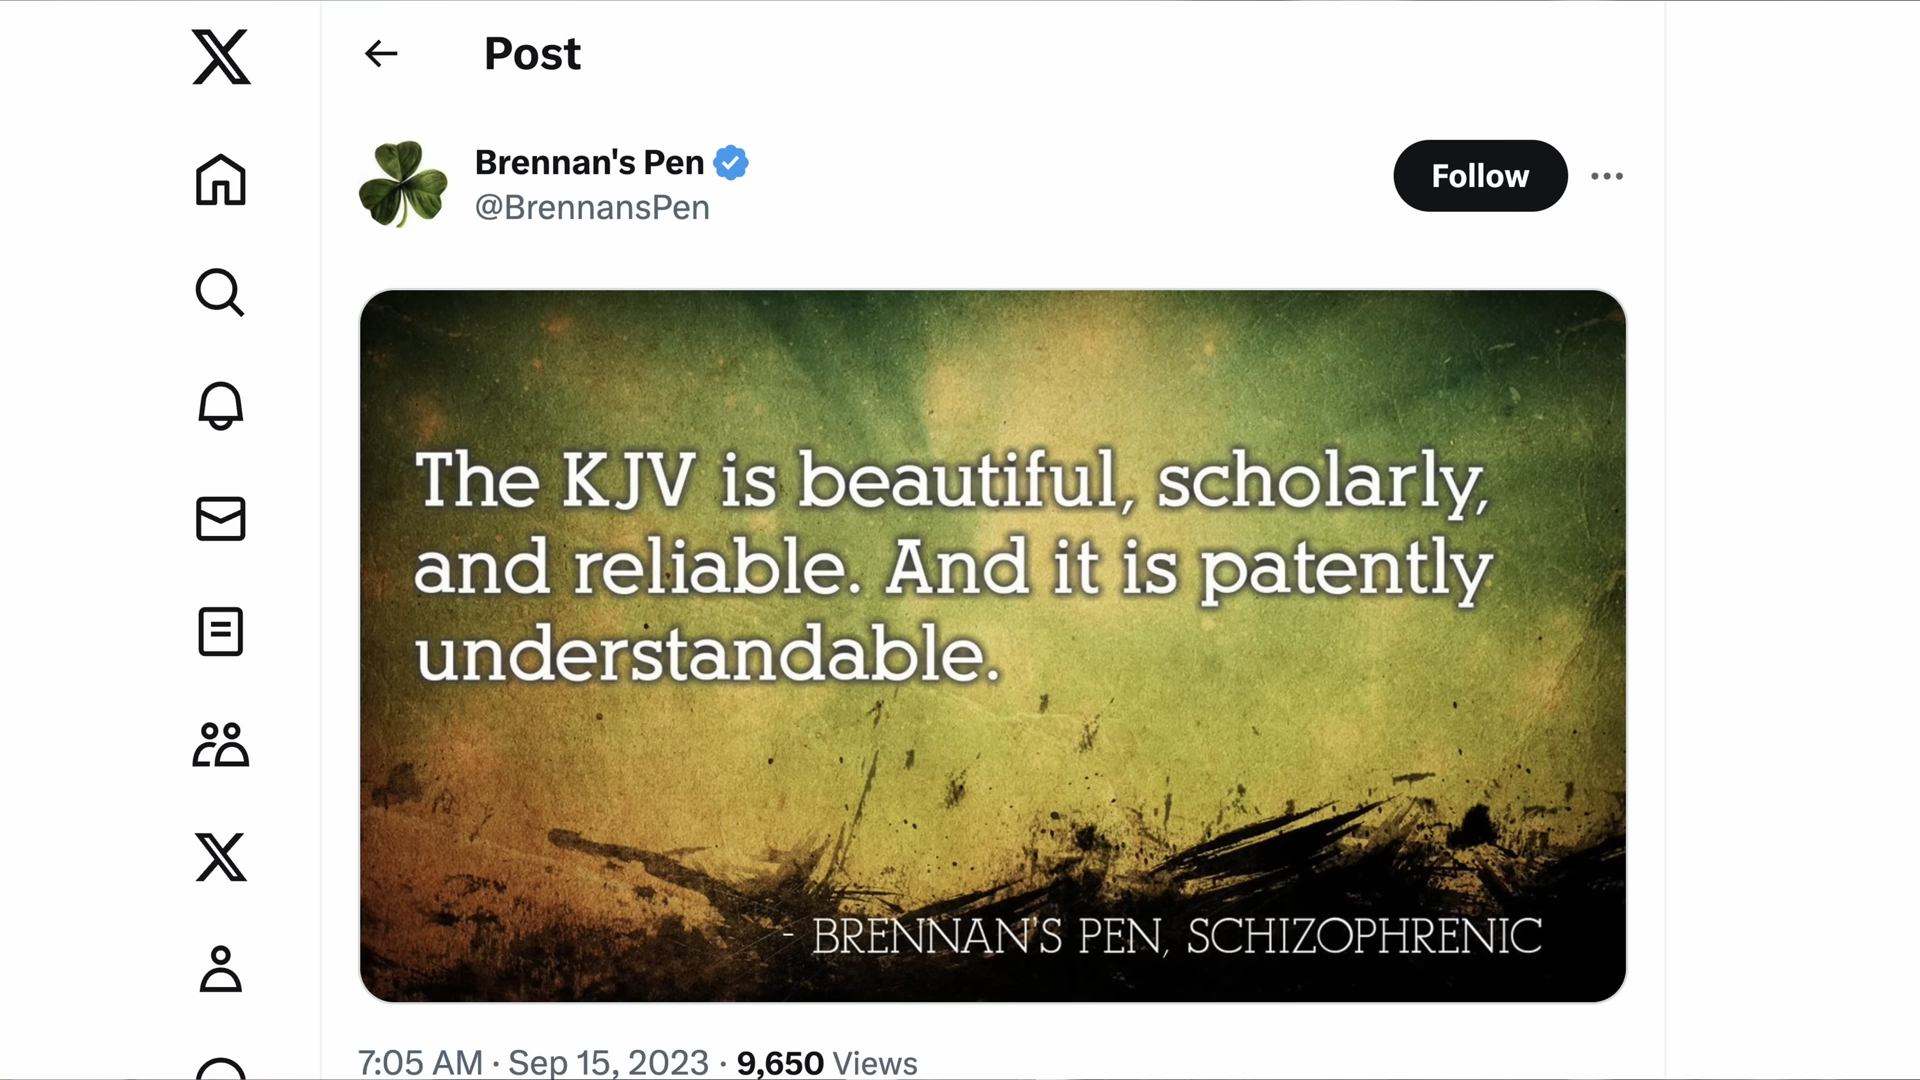 Post
Brennan's Pen
@BrennansPen
Follow
The KJV is beautiful, scholarly,
and reliable. And it is patently
understandable.
- BRENNAN'S PEN, SCHIZOPHRENIC
7:05 AM · Sep 15, 2023 · 9,650 Views